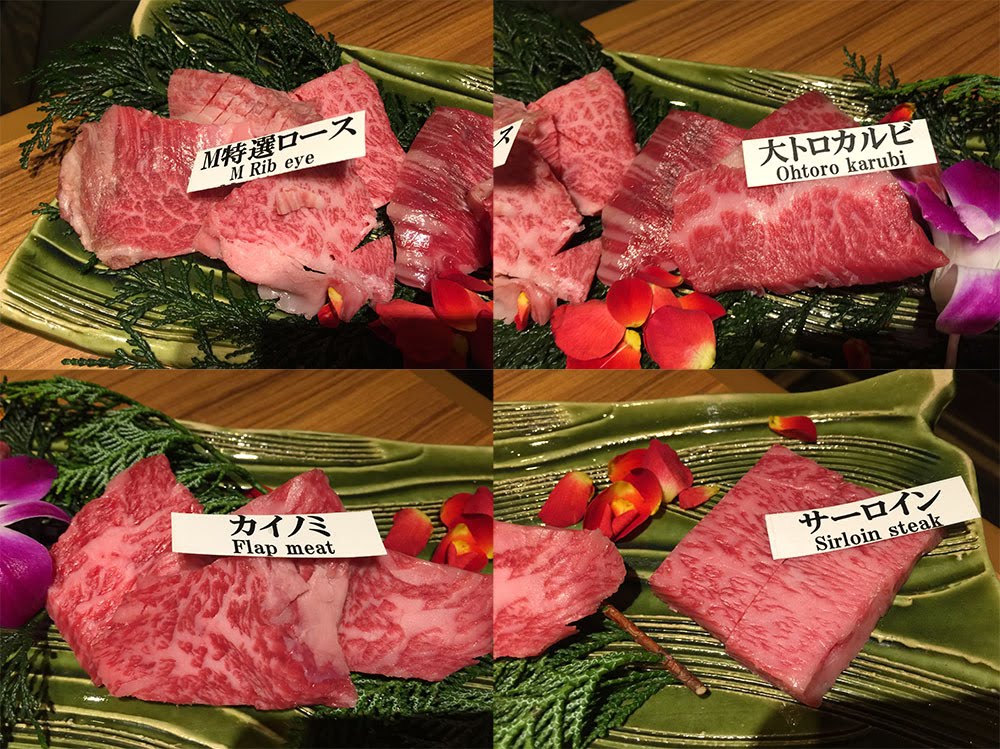 M特選ロース
M Rib eye
ス
大トロカルビ
Ohtoro karubi
カイノミ
Flap meat
サーロイン
Sirloin steak